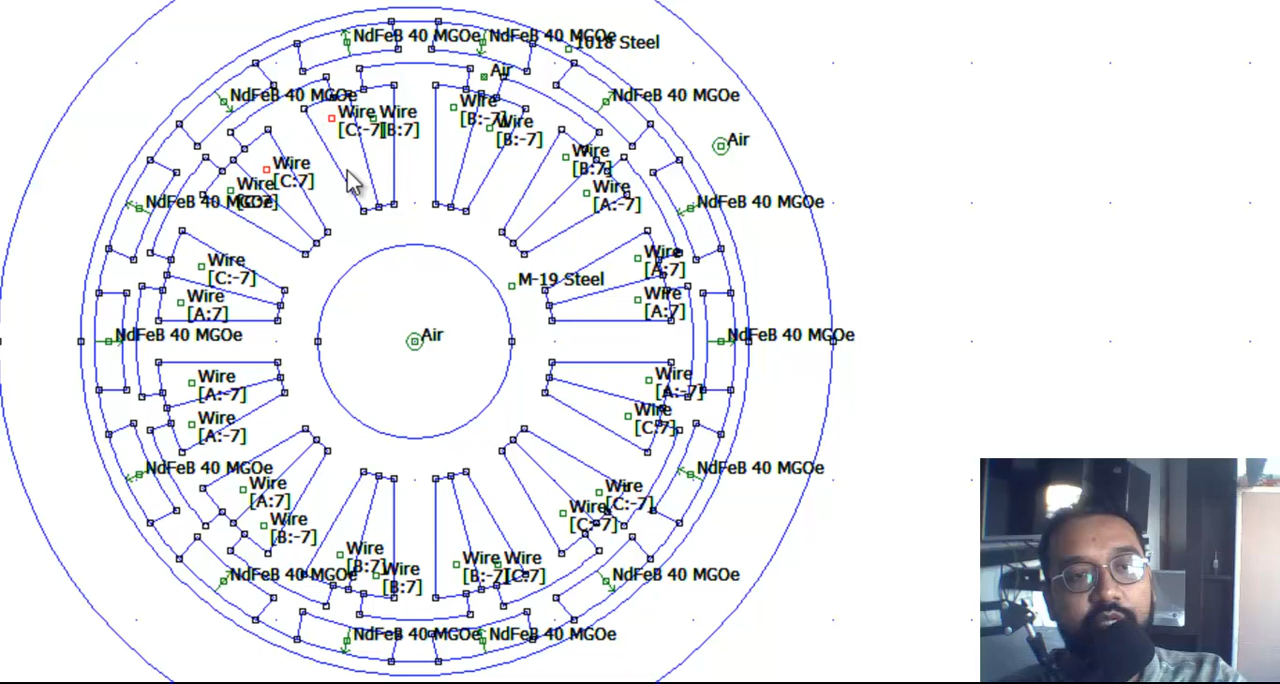 NdFeB 40 MGOe
NdFeB 40 MGOe
1018 Steel
Air
NdFeB 40 MGOe
NdFeB 40 MGOe
Wire
[C:-7]
Wire
[B:7]
Wire
[B:-7]
Wire
[B:-7]
Air
Wire
[B:7]
Wire
[C:7]
Wire
Wire
[A:-7]
NdFeB 40 MGOe
NdFeB 40 MGOe
Wire
[C:-7]
Wire
[A:7]
M-19 Steel
Wire
[A:7]
Wire
[A:7]
NdFeB 40 MGOe
Air
NdFeB 40 MGOe
Wire
[A:-7]
Wire
[A:-7]
Wire
[A:-7]
Wire
[C:7]
NdFeB 40 MGOe
NdFeB 40 MGOe
Wire
[A:7]
Wire
[B:-7]
Wire
[C:-7]
Wire
[C:-7]
Wire
[B:7]
Wire
[B:7]
Wire
[B:-7]
Wire
[C:7]
NdFeB 40 MGOe
NdFeB 40 MGOe
NdFeB 40 MGOe
NdFeB 40 MGOe